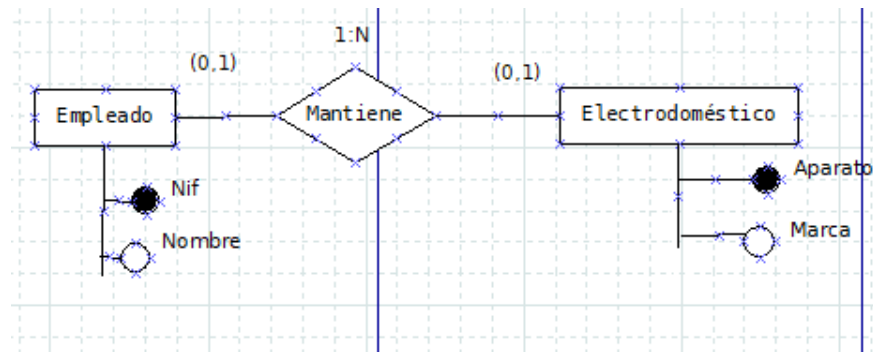 1:N
(0,1)
(0,1)
Empleado
Mantiene
Electrodoméstico
Nif
Nombre
Aparato
Marca